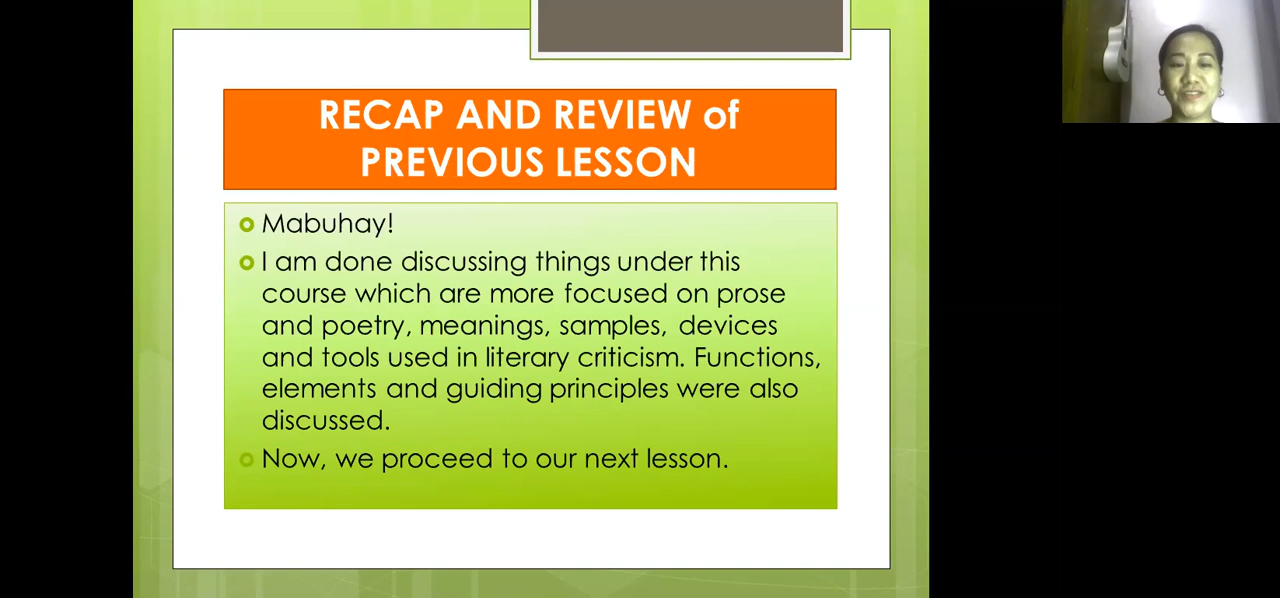 RECAP AND REVIEW of
PREVIOUS LESSON
Mabuhay!
I am done discussing things under this
course which are more focused on prose
and poetry, meanings, samples, devices
and tools used in literary criticism. Functions,
elements and guiding principles were also
discussed.
Now, we proceed to our next lesson.